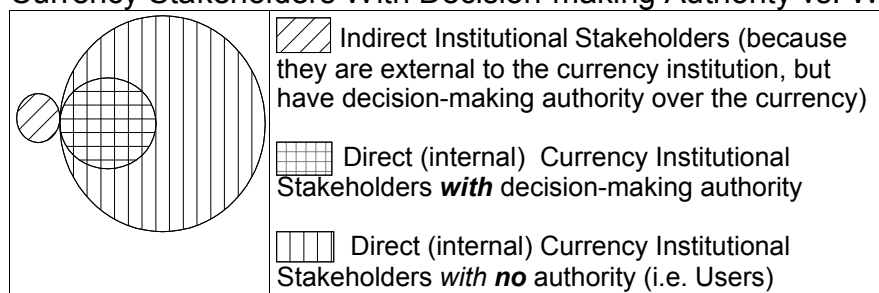 Currency Stakeholders With Decision-making Authority vs. W
Indirect Institutional Stakeholders (because
they are external to the currency institution, but
have decision-making authority over the currency)
Direct (internal) Currency Institutional
Stakeholders with decision-making authority
Direct (internal) Currency Institutional
Stakeholders with no authority (i.e. Users)